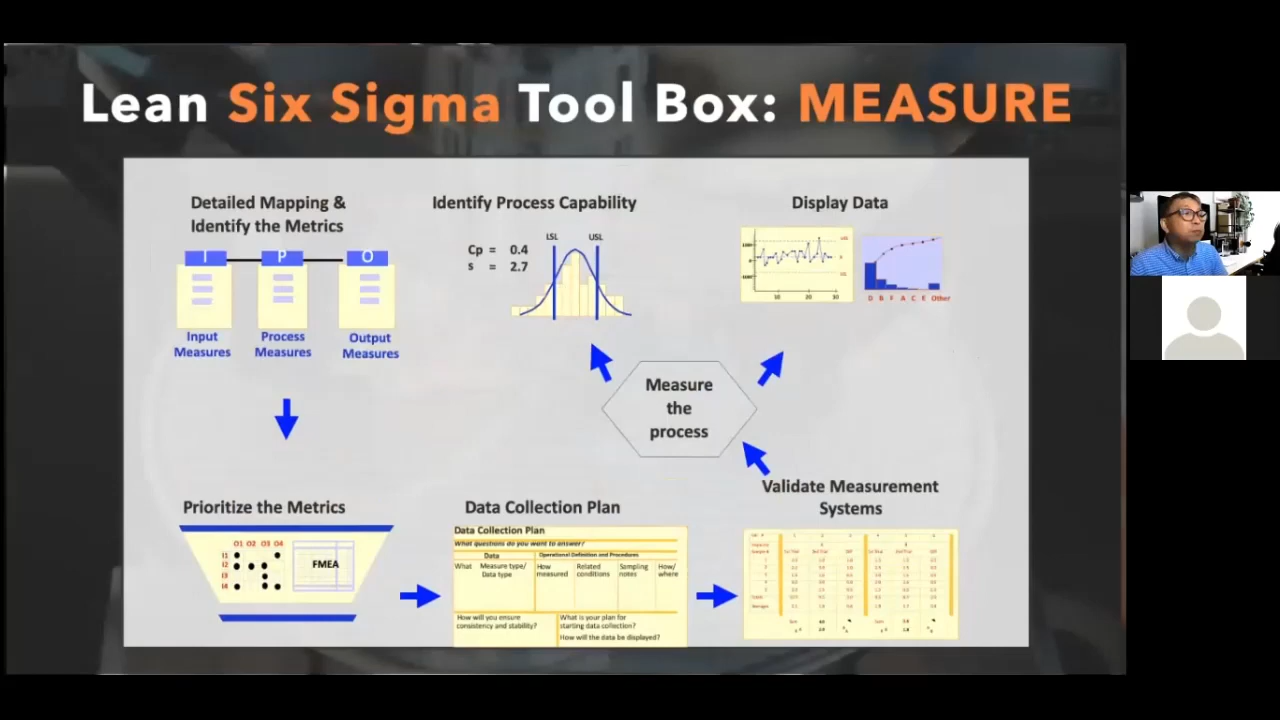 Lean Six Sigma Tool Box: MEASURE
Detailed Mapping &
Identify the Metrics
I P O
Input
Measures
Process
Measures
Output
Measures
Identify Process Capability
Cp = 0.4
s = 2.7
LSL USL
Display Data
10 20 30
D B F A C E Other
Measure
the
process
Prioritize the Metrics
O1 O2 O3 O4
I1
I2
I3
I4
FMEA
Data Collection Plan
Data Collection Plan
What questions do you want to answer?
Data
Operational Definition and Procedures
What
Measure type/
Data type
How
measured
Related
conditions
Sampling
notes
How/
where
How will you ensure
consistency and stability?
What is your plan for
starting data collection?
How will the data be displayed?
Validate Measurement
Systems